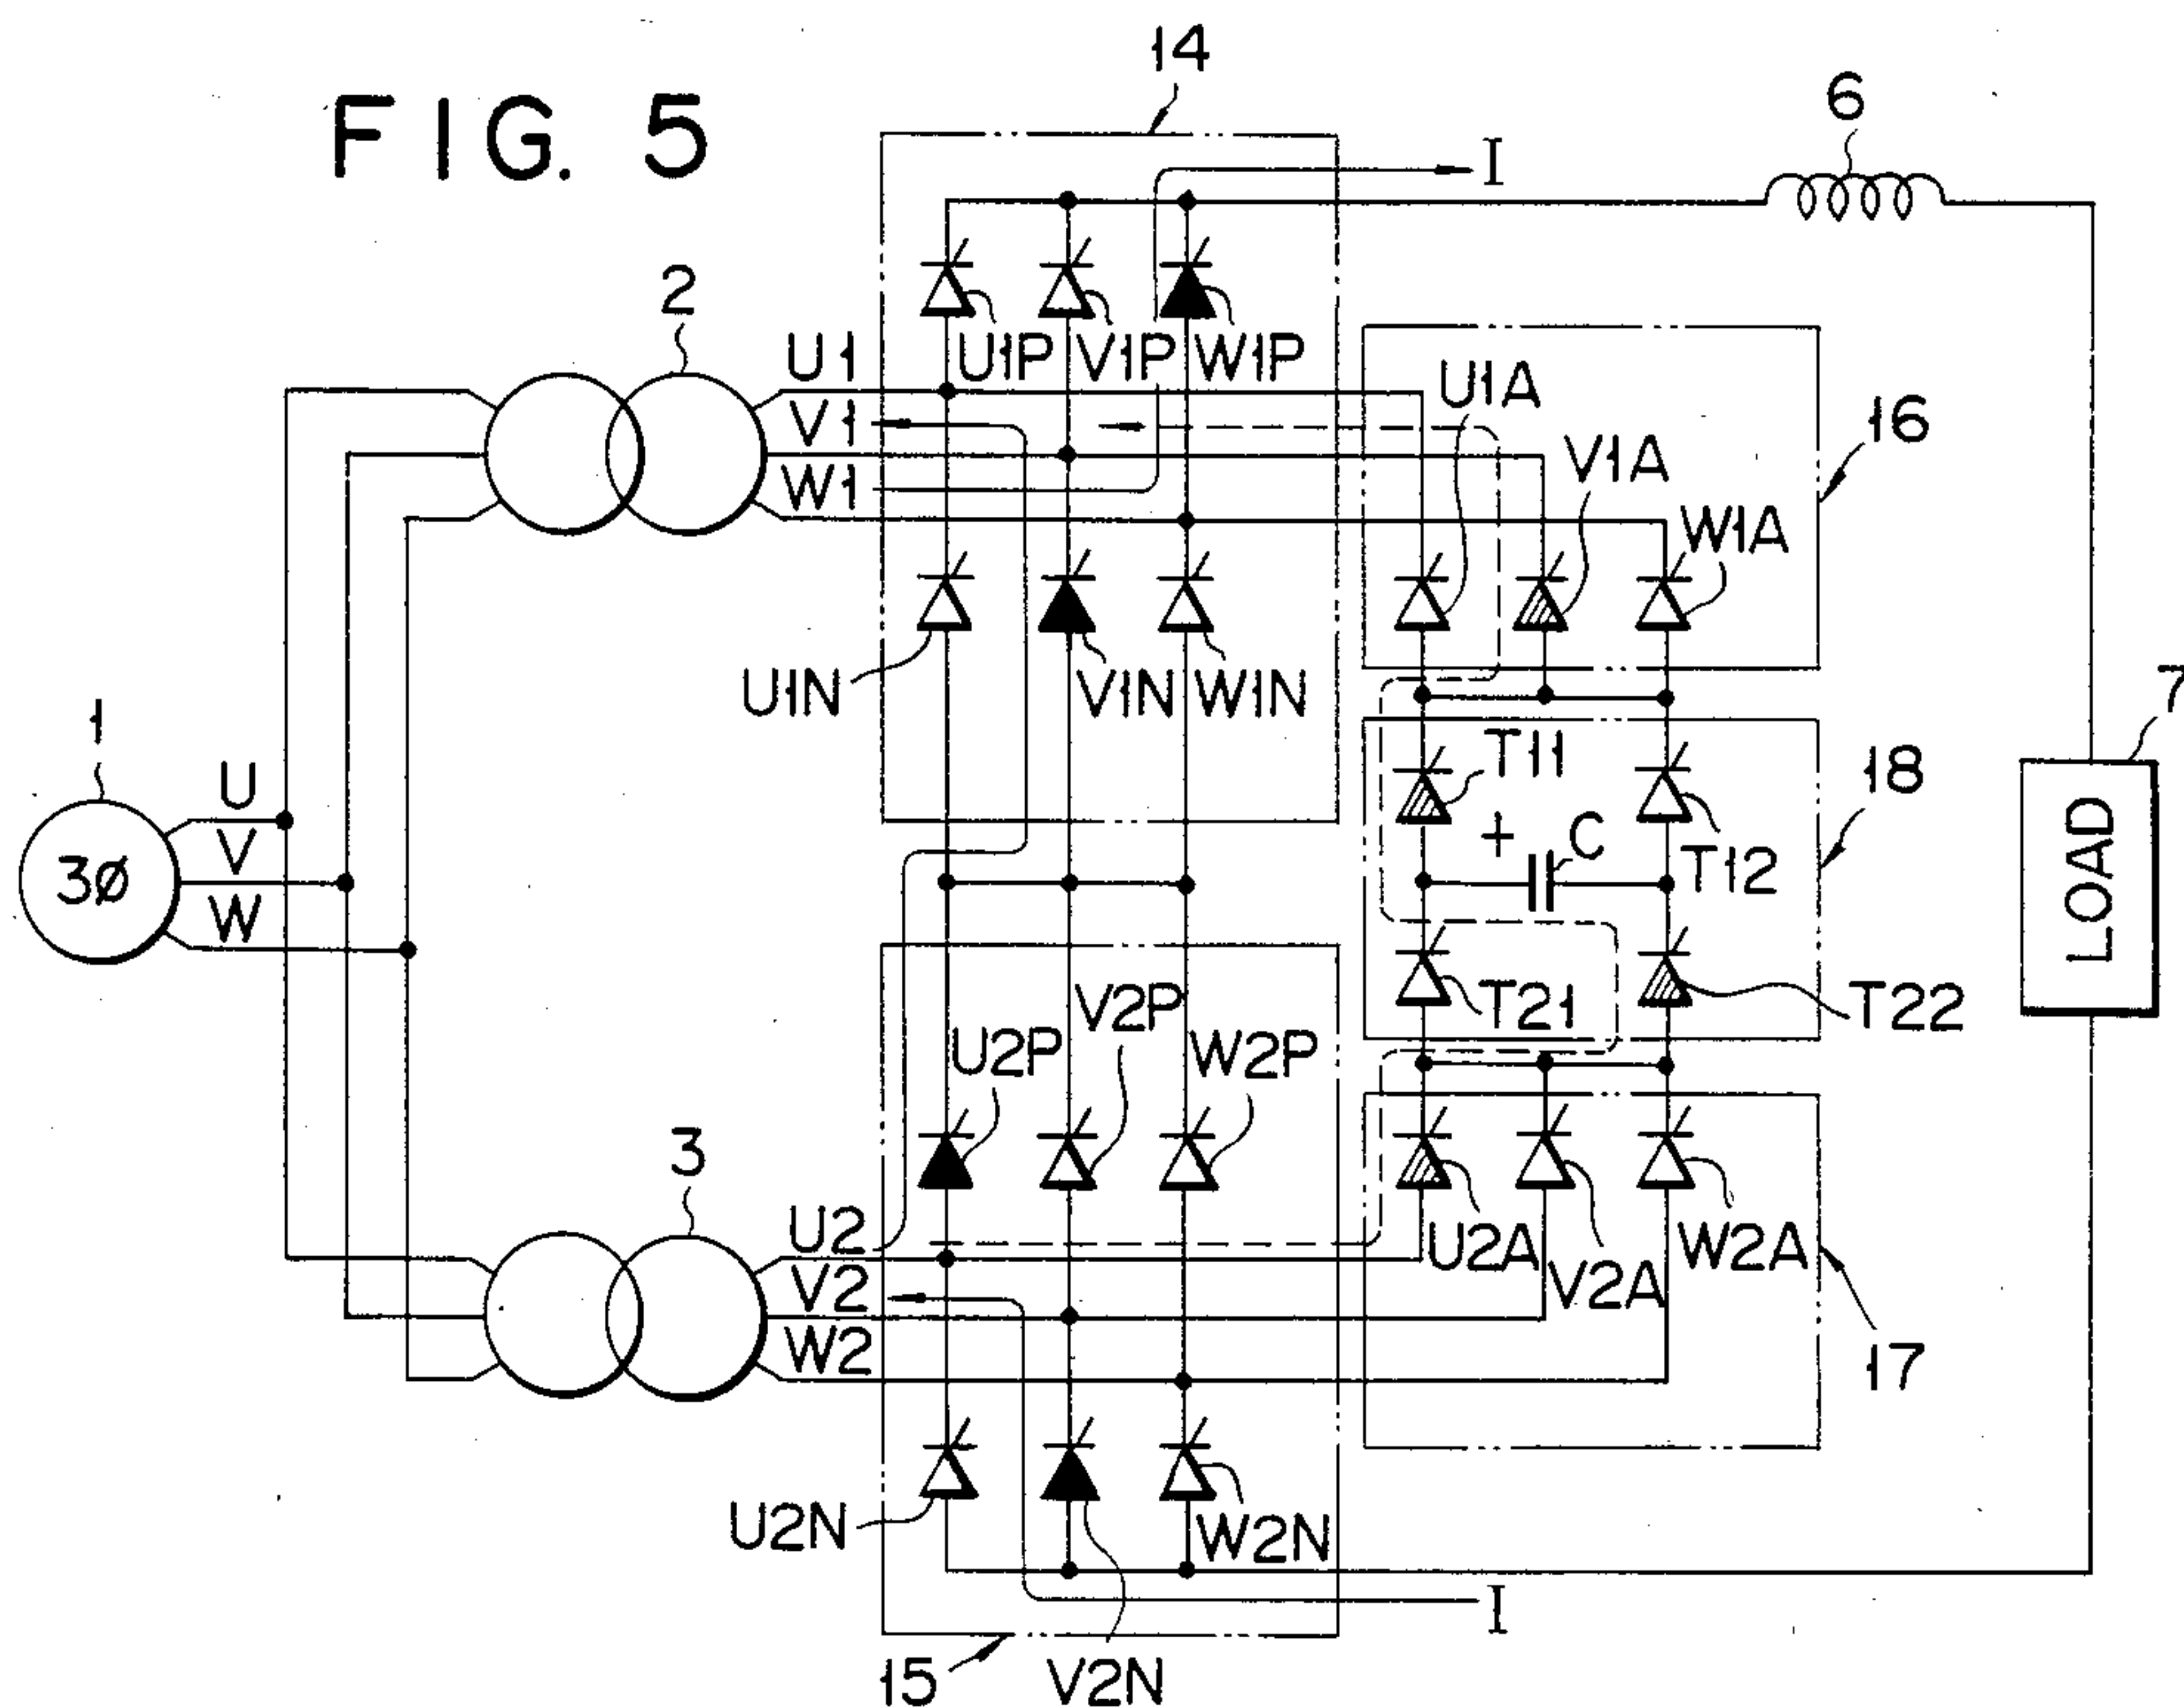 FIG. 5
14
6
I
2
U1
V1
W1
U1P
V1P
W1P
U1A
V1A
W1A
16
U1N
V1N
W1N
1
3Ø
U
V
W
T11
+
C
T12
18
7
LOAD
T21
T22
U2P
V2P
W2P
3
U2
V2
W2
U2A
V2A
W2A
17
U2N
V2N
W2N
I
15